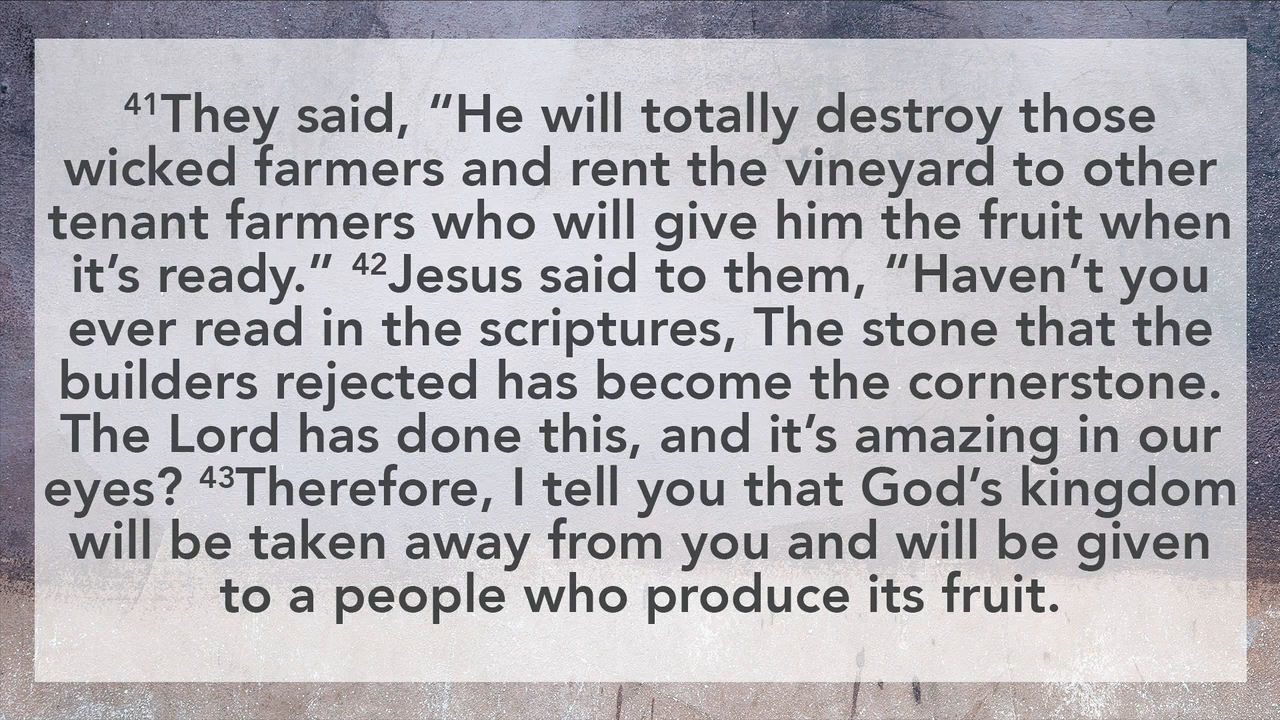 ⁴¹They said, “He will totally destroy those
wicked farmers and rent the vineyard to other
tenant farmers who will give him the fruit when
it’s ready.” ⁴²Jesus said to them, “Haven’t you
ever read in the scriptures, The stone that the
builders rejected has become the cornerstone.
The Lord has done this, and it’s amazing in our
eyes? ⁴³Therefore, I tell you that God’s kingdom
will be taken away from you and will be given
to a people who produce its fruit.